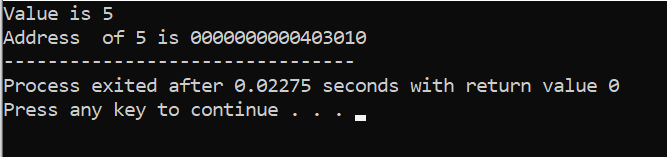 Value is 5
Address  of 5 is 0000000000403010
--------------------------------
Process exited after 0.02275 seconds with return value 0
Press any key to continue . . .